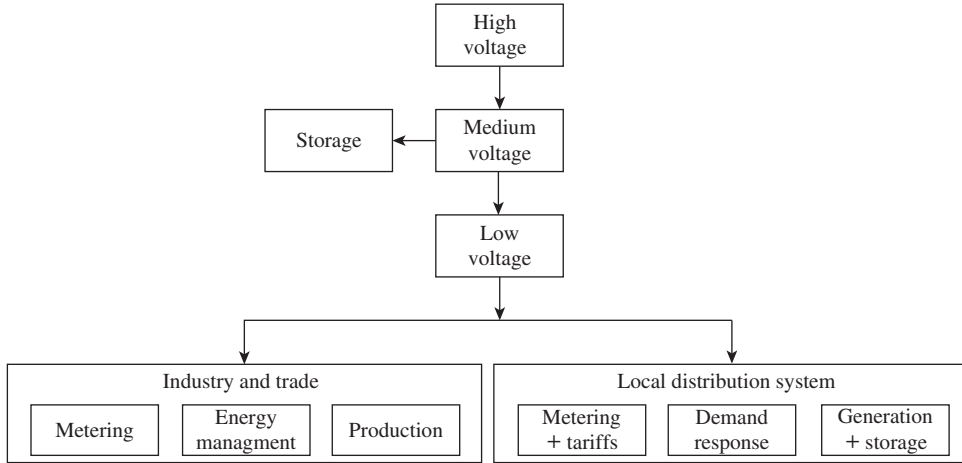 High
voltage
Storage
Medium
voltage
Low
voltage
Industry and trade
Metering
Energy
managment
Production
Local distribution system
Metering
+ tariffs
Demand
response
Generation
+ storage